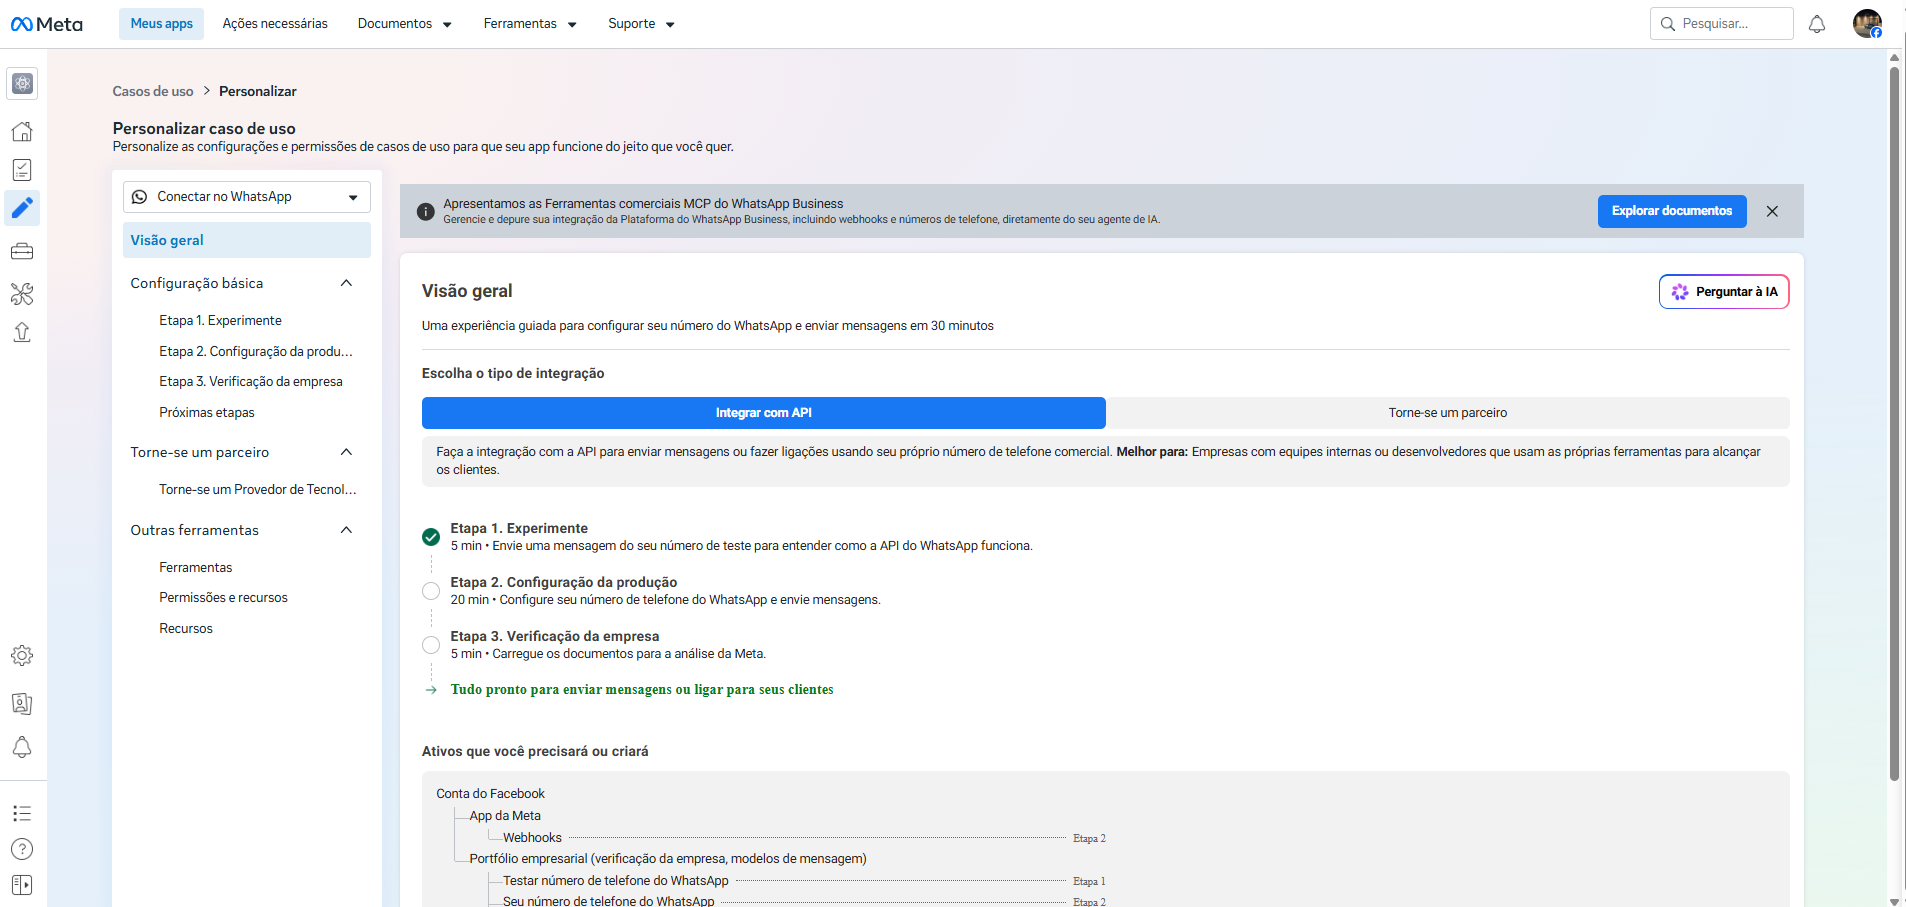 Meta
Meus apps
Ações necessárias
Documentos
Ferramentas
Suporte
Pesquisar...
Casos de uso > Personalizar
Personalizar caso de uso
Personalize as configurações e permissões de casos de uso para que seu app funcione do jeito que você quer.
Conectar no WhatsApp
Visão geral
Configuração básica
Etapa 1. Experimente
Etapa 2. Configuração da produ...
Etapa 3. Verificação da empresa
Próximas etapas
Torne-se um parceiro
Torne-se um Provedor de Tecnol...
Outras ferramentas
Ferramentas
Permissões e recursos
Recursos
Apresentamos as Ferramentas comerciais MCP do WhatsApp Business
Gerencie e depure sua integração da Plataforma do WhatsApp Business, incluindo webhooks e números de telefone, diretamente do seu agente de IA.
Explorar documentos
Visão geral
Perguntar à IA
Uma experiência guiada para configurar seu número do WhatsApp e enviar mensagens em 30 minutos
Escolha o tipo de integração
Integrar com API
Torne-se um parceiro
Faça a integração com a API para enviar mensagens ou fazer ligações usando seu próprio número de telefone comercial. Melhor para: Empresas com equipes internas ou desenvolvedores que usam as próprias ferramentas para alcançar
os clientes.
Etapa 1. Experimente
5 min • Envie uma mensagem do seu número de teste para entender como a API do WhatsApp funciona.
Etapa 2. Configuração da produção
20 min • Configure seu número de telefone do WhatsApp e envie mensagens.
Etapa 3. Verificação da empresa
5 min • Carregue os documentos para a análise da Meta.
Tudo pronto para enviar mensagens ou ligar para seus clientes
Ativos que você precisará ou criará
Conta do Facebook
App da Meta
Webhooks Etapa 2
Portfólio empresarial (verificação da empresa, modelos de mensagem)
Testar número de telefone do WhatsApp Etapa 1
Seu número de telefone do WhatsApp Etapa 2